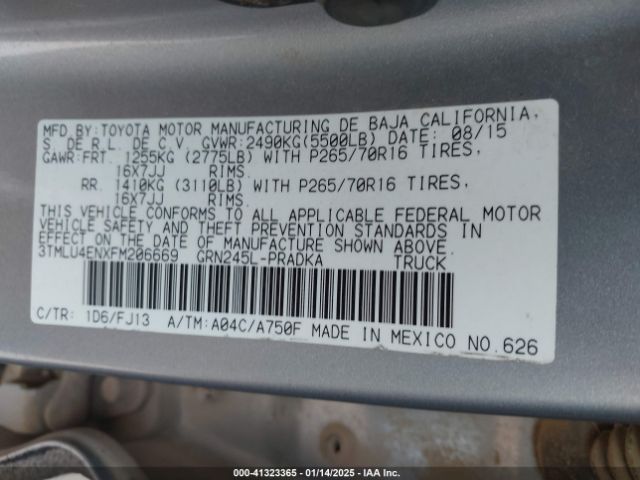 MFD. BY: TOYOTA MOTOR MANUFACTURING DE BAJA CALIFORNIA,
S. DE R.L. DE C.V. GVWR: 2490KG(5500LB) DATE: 08/15
GAWR: FRT. 1255KG (2775LB) WITH P265/70R16 TIRES,
16X7JJ RIMS.
RR. 1410KG (3110LB) WITH P265/70R16 TIRES,
16X7JJ RIMS.
THIS VEHICLE CONFORMS TO ALL APPLICABLE FEDERAL MOTOR
VEHICLE SAFETY AND THEFT PREVENTION STANDARDS IN
EFFECT ON THE DATE OF MANUFACTURE SHOWN ABOVE.
3TMLU4ENXFM206669 GRN245L-PRADKA TRUCK
C/TR: 1D6/FJ13 A/TM: A04C/A750F MADE IN MEXICO NO.626
000-41323365 - 01/14/2025 - IAA Inc.